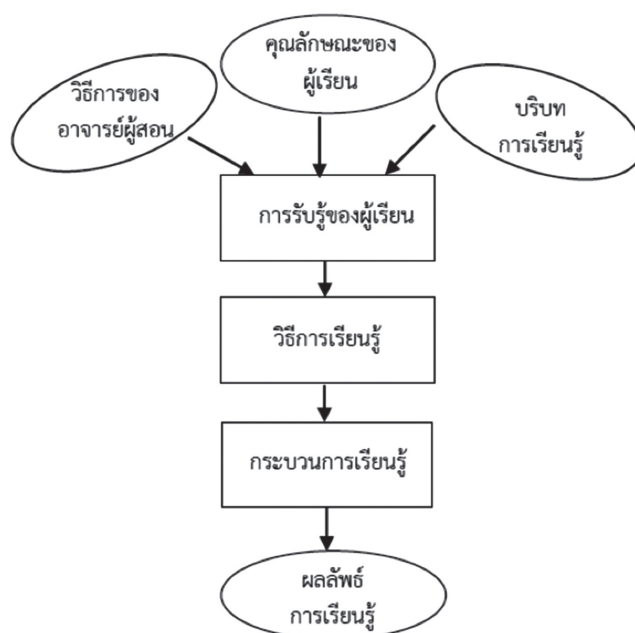 วิธีการของ
อาจารย์ผู้สอน
คุณลักษณะของ
ผู้เรียน
บริบท
การเรียนรู้
การรับรู้ของผู้เรียน
วิธีการเรียนรู้
กระบวนการเรียนรู้
ผลลัพธ์
การเรียนรู้